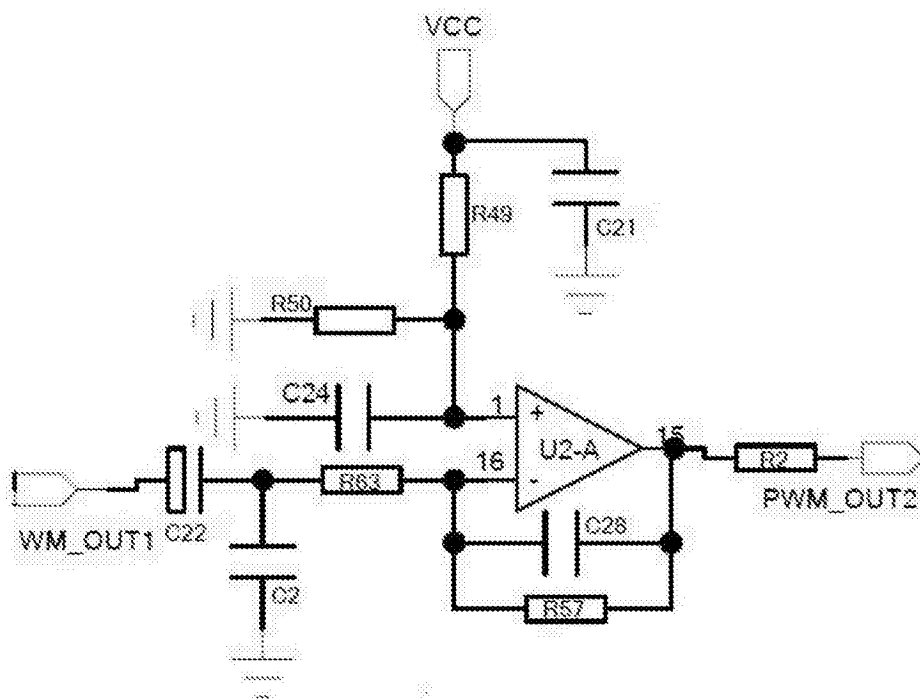 VCC
R49
C21
R50
C24
1
+
U2-A
15
16
-
R63
R2
WM_OUT1
C22
PWM_OUT2
C28
C2
R57